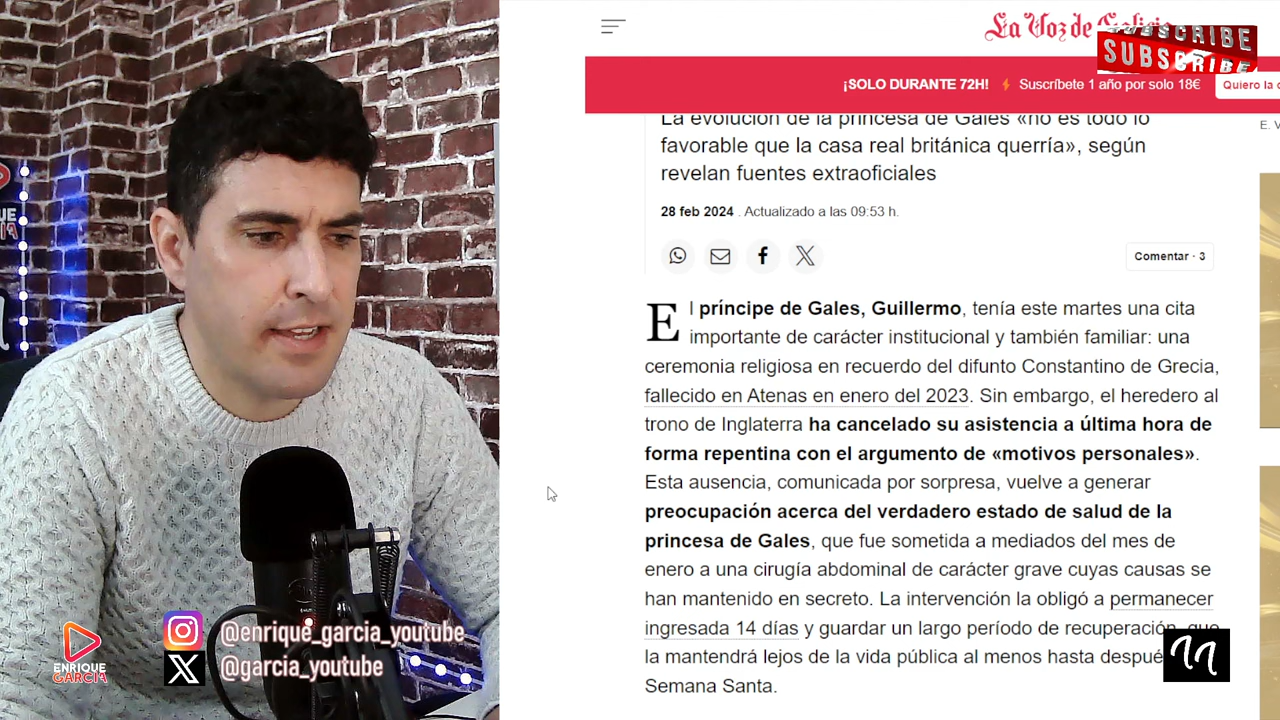 La Voz de Galicia
SUBSCRIBE
SUBSCRIBE
¡SOLO DURANTE 72H! ⚡ Suscríbete 1 año por solo 18€
Quiero la
La evolución de la princesa de Gales «no es todo lo
favorable que la casa real británica querría», según
revelan fuentes extraoficiales
28 feb 2024 . Actualizado a las 09:53 h.
Comentar · 3
E. V
El príncipe de Gales, Guillermo, tenía este martes una cita
importante de carácter institucional y también familiar: una
ceremonia religiosa en recuerdo del difunto Constantino de Grecia,
fallecido en Atenas en enero del 2023. Sin embargo, el heredero al
trono de Inglaterra ha cancelado su asistencia a última hora de
forma repentina con el argumento de «motivos personales».
Esta ausencia, comunicada por sorpresa, vuelve a generar
preocupación acerca del verdadero estado de salud de la
princesa de Gales, que fue sometida a mediados del mes de
enero a una cirugía abdominal de carácter grave cuyas causas se
han mantenido en secreto. La intervención la obligó a permanecer
ingresada 14 días y guardar un largo período de recuperación, que
la mantendrá lejos de la vida pública al menos hasta despué
Semana Santa.
@enrique_garcia_youtube
@garcia_youtube
ENRIQUE
GARCIA